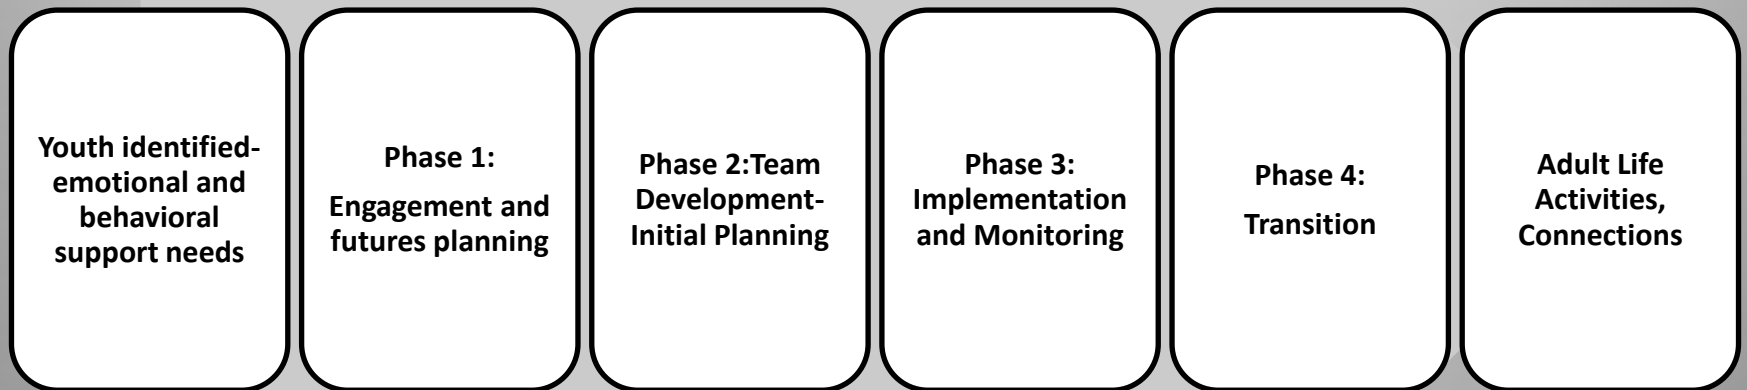 Youth identified-
emotional and
behavioral
support needs
Phase 1:
Engagement and
futures planning
Phase 2:Team
Development-
Initial Planning
Phase 3:
Implementation
and Monitoring
Phase 4:
Transition
Adult Life
Activities,
Connections